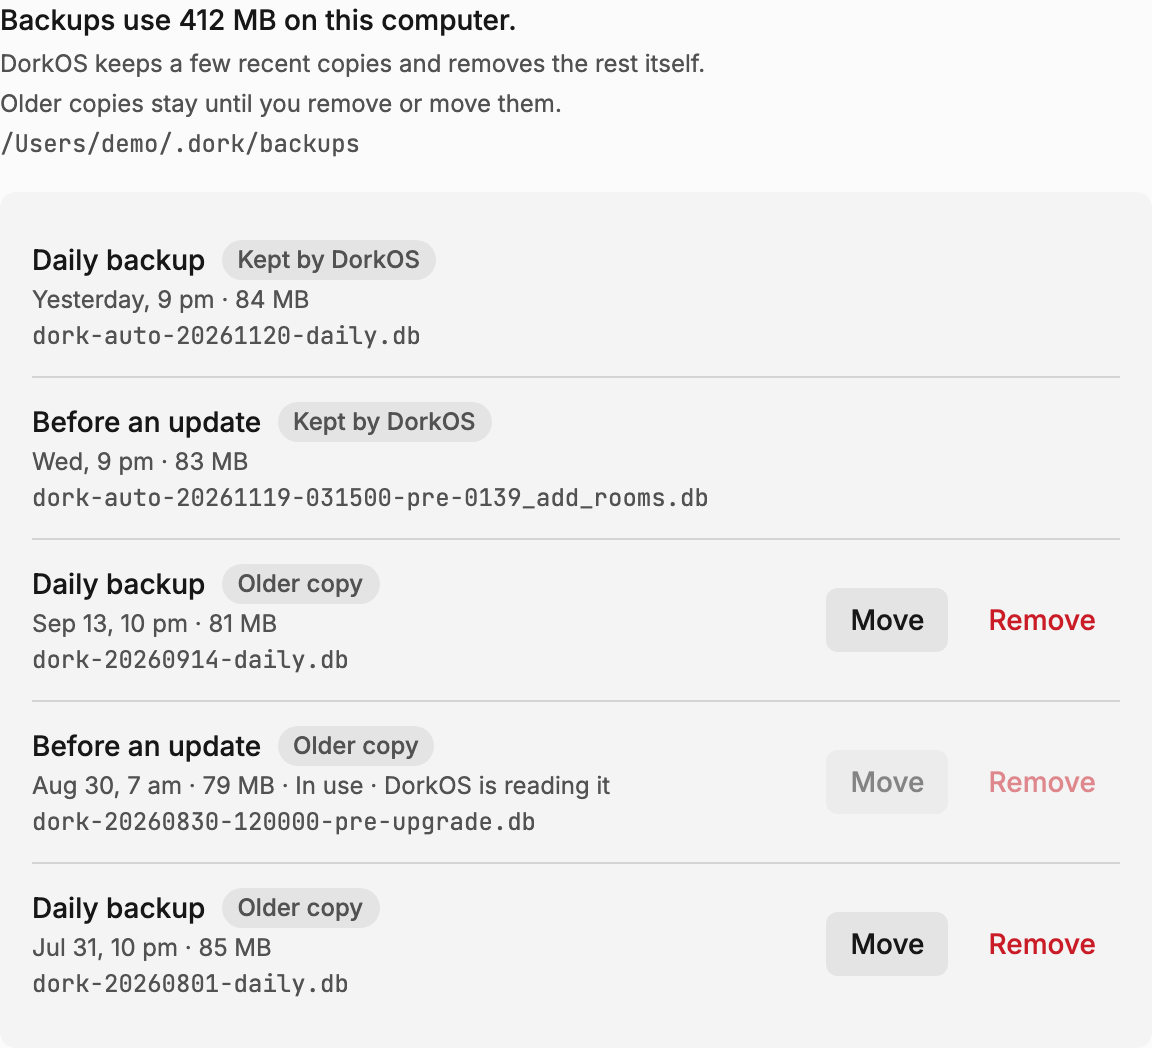 Backups use 412 MB on this computer.
DorkOS keeps a few recent copies and removes the rest itself.
Older copies stay until you remove or move them.
/Users/demo/.dork/backups
Daily backup Kept by DorkOS
Yesterday, 9 pm · 84 MB
dork-auto-20261120-daily.db
Before an update Kept by DorkOS
Wed, 9 pm · 83 MB
dork-auto-20261119-031500-pre-0139_add_rooms.db
Daily backup Older copy
Sep 13, 10 pm · 81 MB
dork-20260914-daily.db
Move Remove
Before an update Older copy
Aug 30, 7 am · 79 MB · In use · DorkOS is reading it
dork-20260830-120000-pre-upgrade.db
Move Remove
Daily backup Older copy
Jul 31, 10 pm · 85 MB
dork-20260801-daily.db
Move Remove